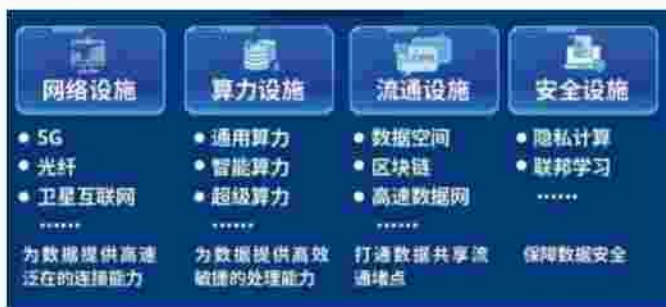 网络设施
5G
光纤
卫星互联网
……
为数据提供高速
泛在的连接能力
算力设施
通用算力
智能算力
超级算力
……
为数据提供高效
敏捷的处理能力
流通设施
数据空间
区块链
高速数据网
……
打通数据共享流
通堵点
安全设施
隐私计算
联邦学习
……
保障数据安全